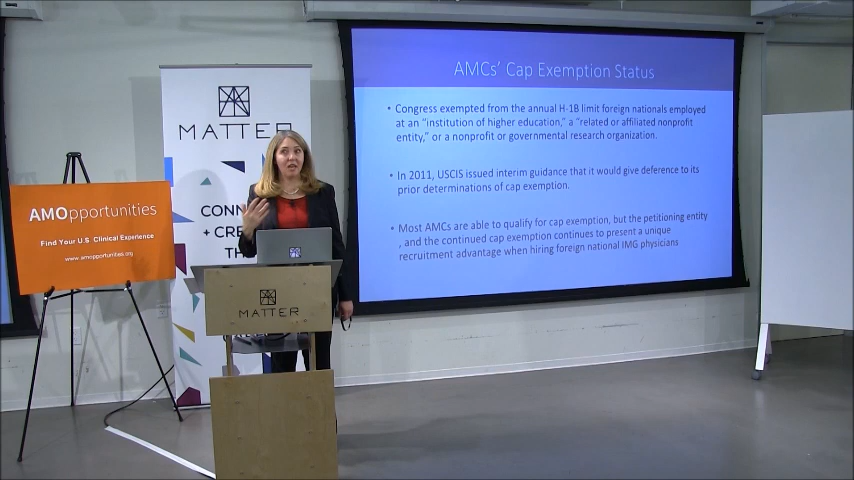 AMCs' Cap Exemption Status
• Congress exempted from the annual H-1B limit foreign nationals employed
at an "institution of higher education," a "related or affiliated nonprofit
entity," or a nonprofit or governmental research organization.
• In 2011, USCIS issued interim guidance that it would give deference to its
prior determinations of cap exemption.
• Most AMCs are able to qualify for cap exemption, but the petitioning entity
, and the continued cap exemption continues to present a unique
recruitment advantage when hiring foreign national IMG physicians
MATTER
CONN
+ CRE
TH
AMOpportunities
Find Your U.S Clinical Experience
www.amopportunities.org
MATTER